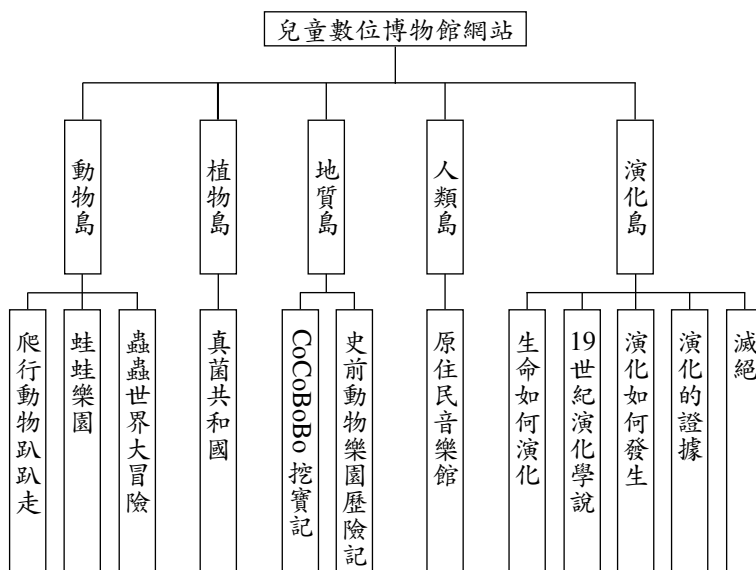 兒童數位博物館網站
動物島
植物島
地質島
人類島
演化島
爬行動物趴趴走
蛙蛙樂園
蟲蟲世界大冒險
真菌共和國
CoCoBoBo 挖寶記
史前動物樂園歷險記
原住民音樂館
生命如何演化
19世紀演化學說
演化如何發生
演化的證據
滅絕